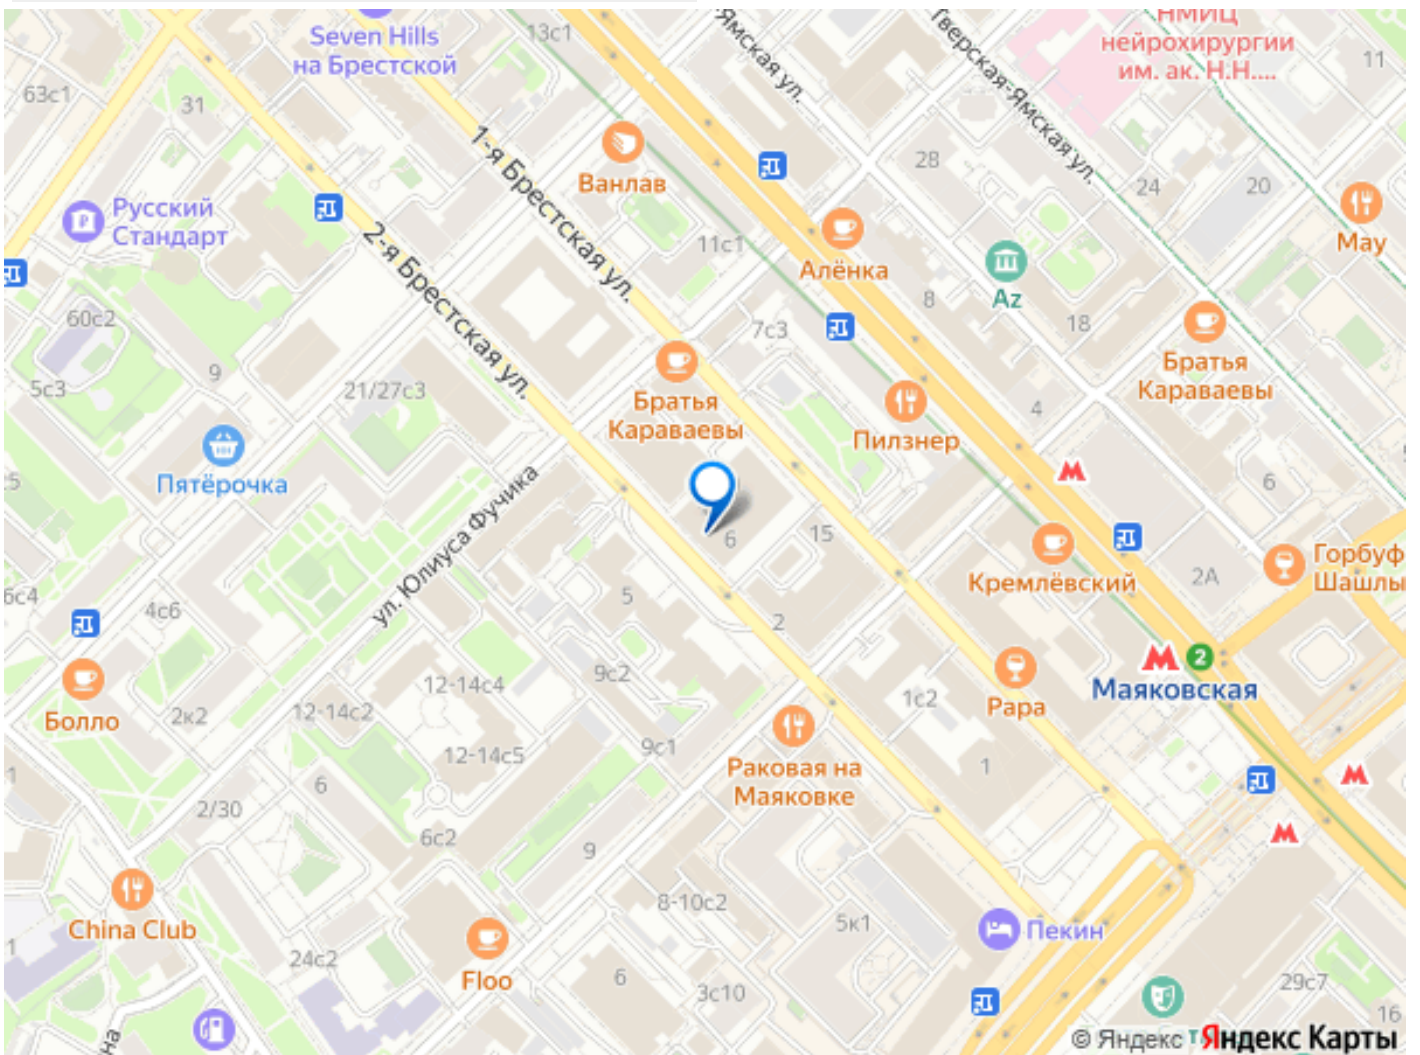 Seven Hills
на Брестской
13с1
-Ямская ул.
Тверская-Ямская ул.
НМИЦ
нейрохирургии
им. ак. Н.Н....
11
63с1
31
1-я Брестская ул.
Ванлав
28
24
20
Мау
Русский
Стандарт
2-я Брестская ул.
11с1
Алёнка
Az
8
18
60с2
7с3
Братья
Караваевы
9
5с3
21/27с3
Братья
Караваевы
4
Пилзнер
Пятёрочка
6
ул. Юлиуса Фучика
6
15
Кремлёвский
2А
Горбуф
Шашлы
6с4
4с6
5
2
2
Маяковская
9с2
12-14с4
1с2
Рара
Болло
2к2
12-14с2
9с1
12-14с5
Раковая на
Маяковке
1
6
2/30
6с2
9
China Club
8-10с2
5к1
Пекин
24с2
Floo
6
3с10
29с7
16
© Яндекс
Яндекс Карты